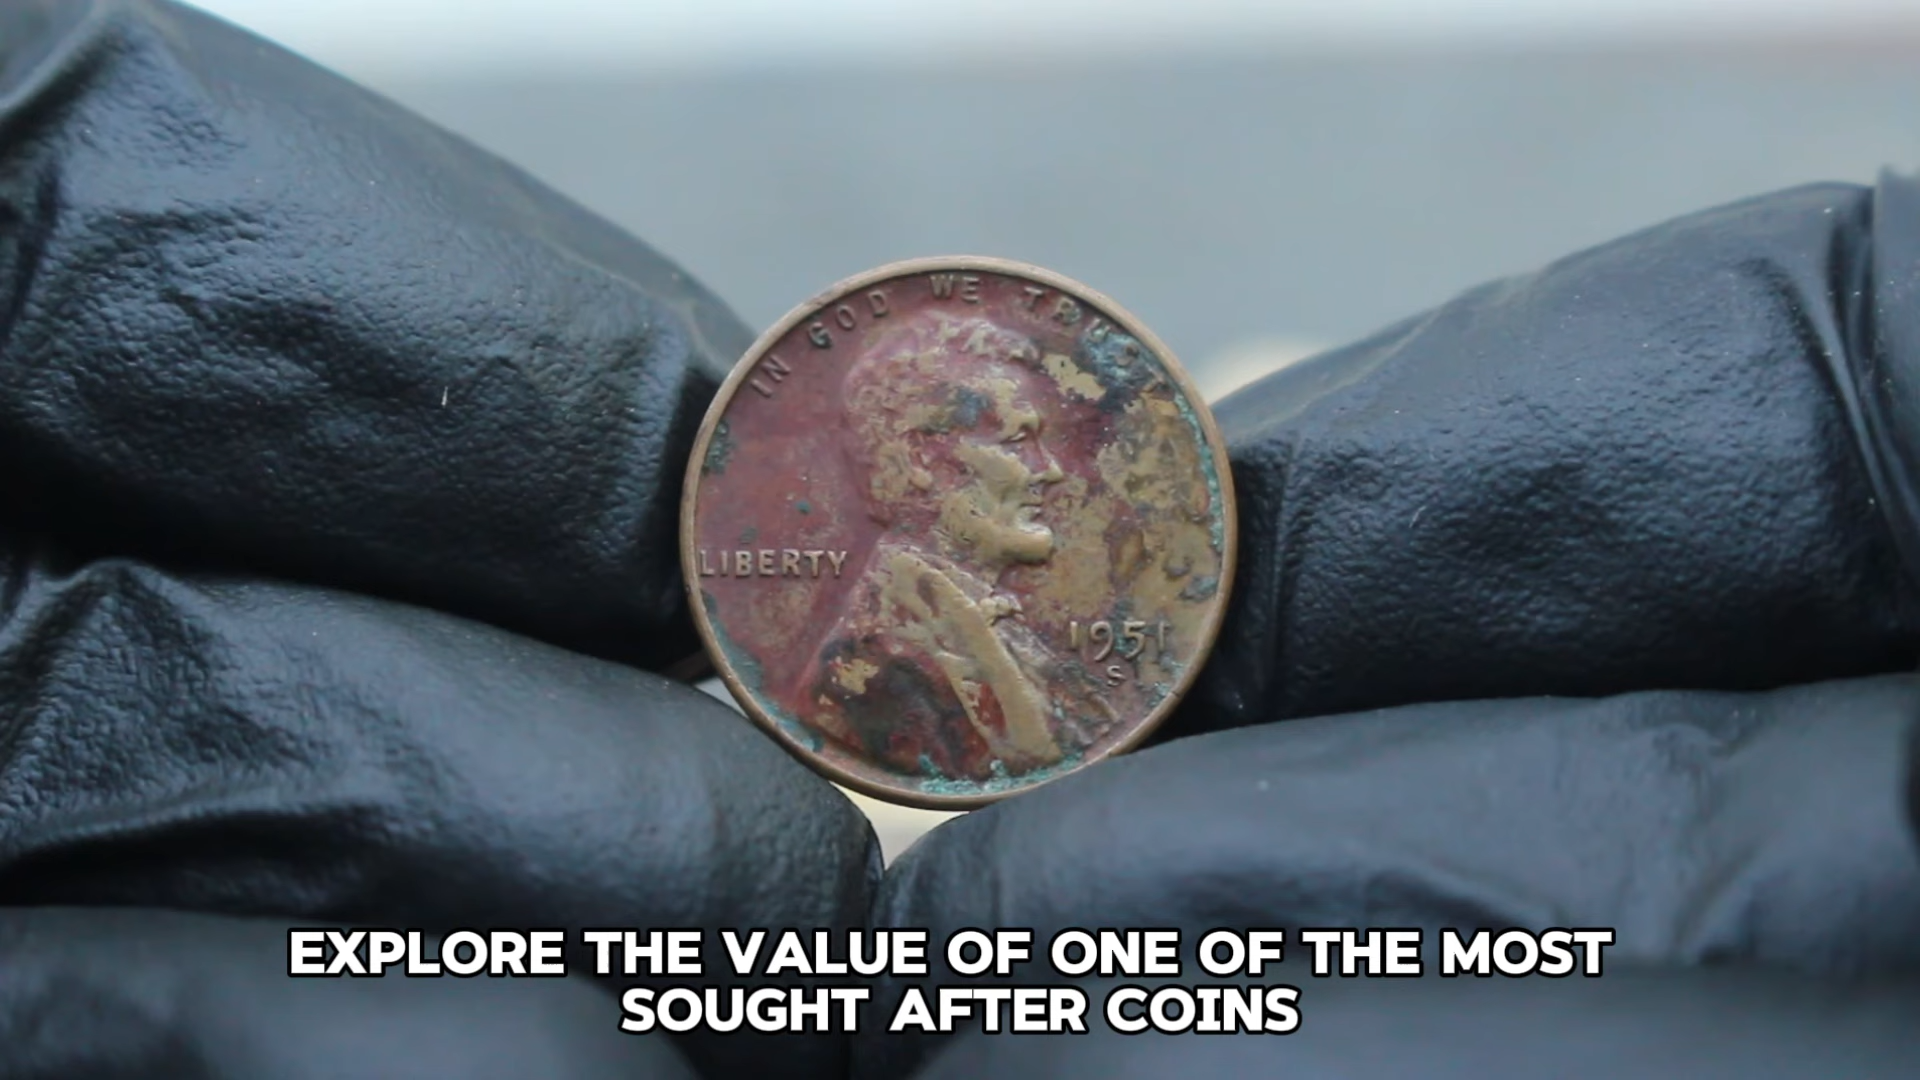 IN GOD WE TRUST
LIBERTY
1951
S
EXPLORE THE VALUE OF ONE OF THE MOST
SOUGHT AFTER COINS